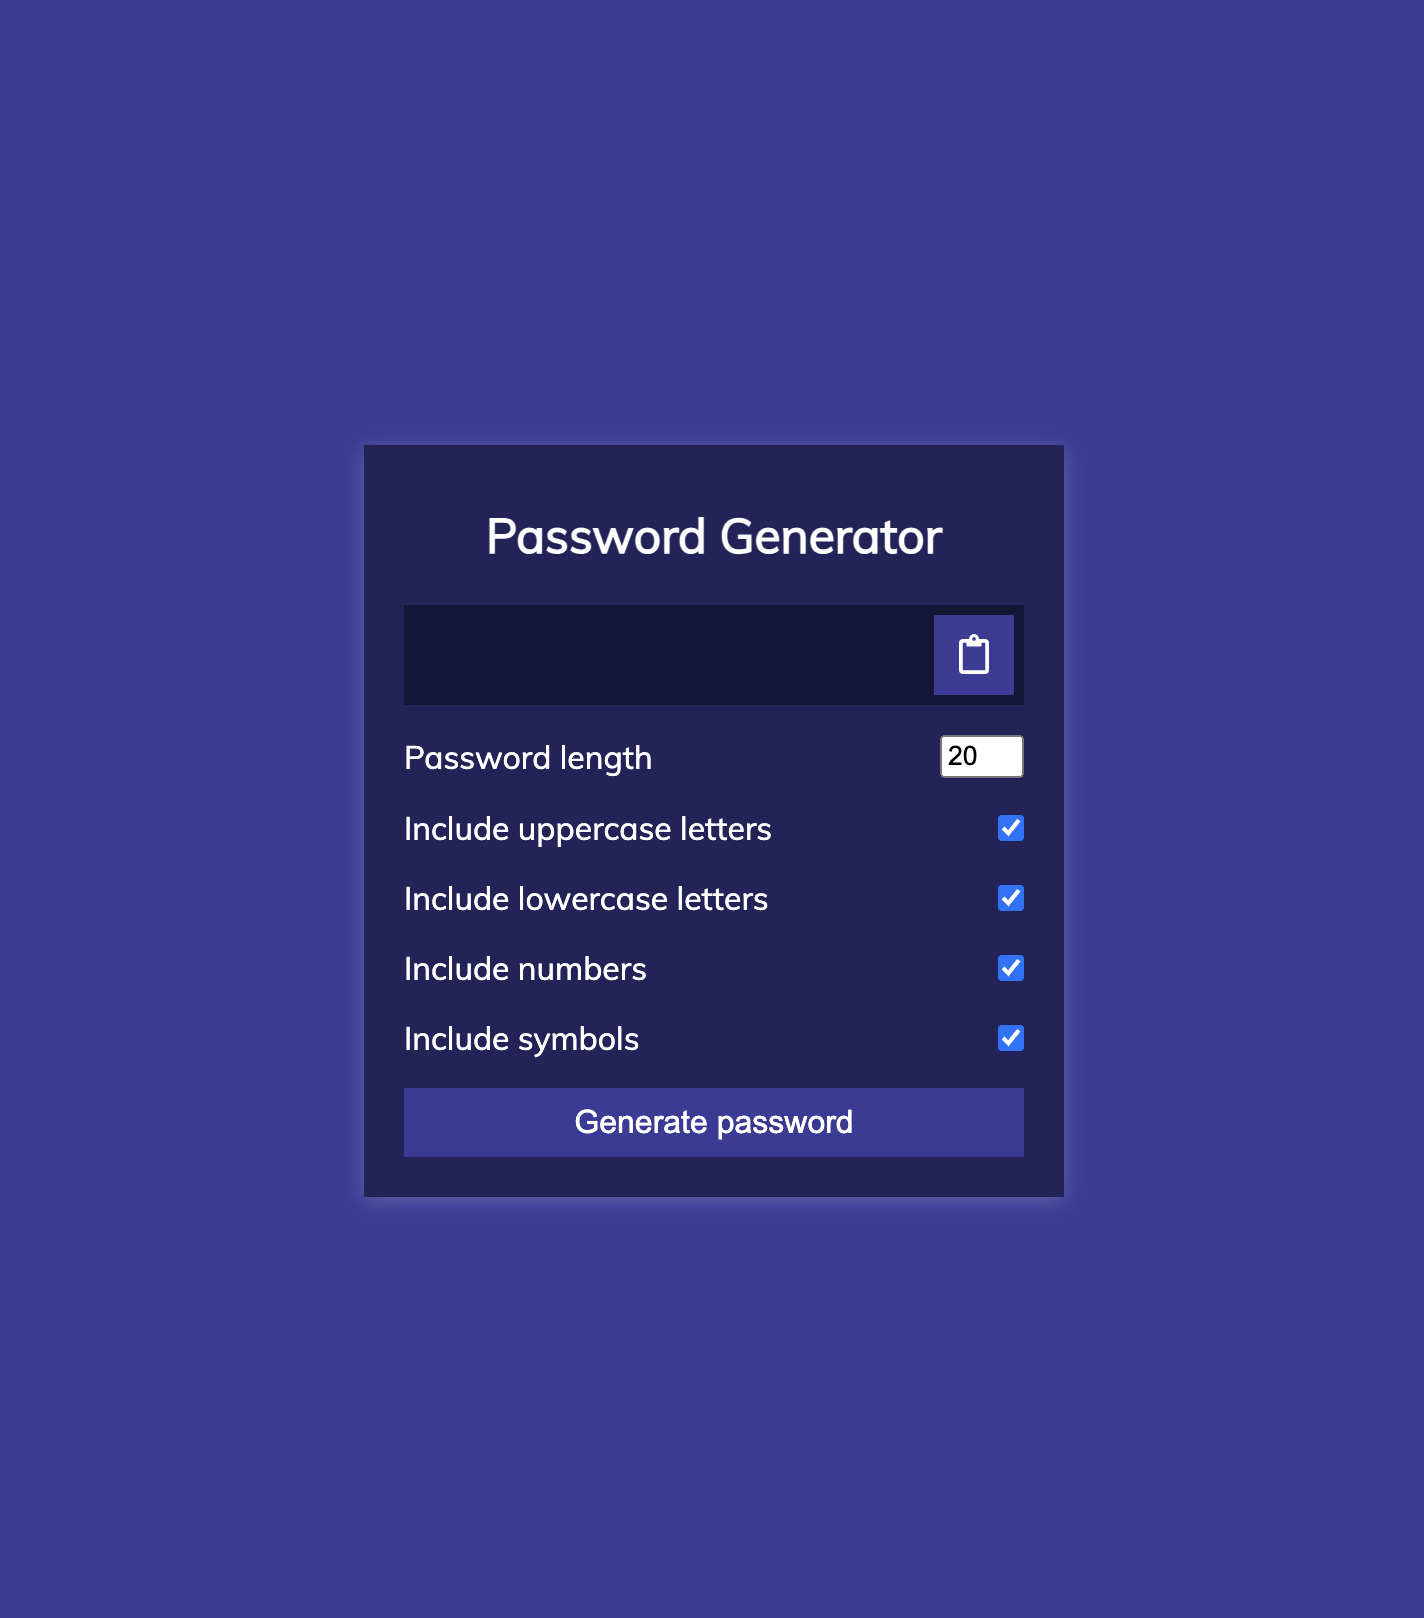 Password Generator
Password length 20
Include uppercase letters
Include lowercase letters
Include numbers
Include symbols
Generate password